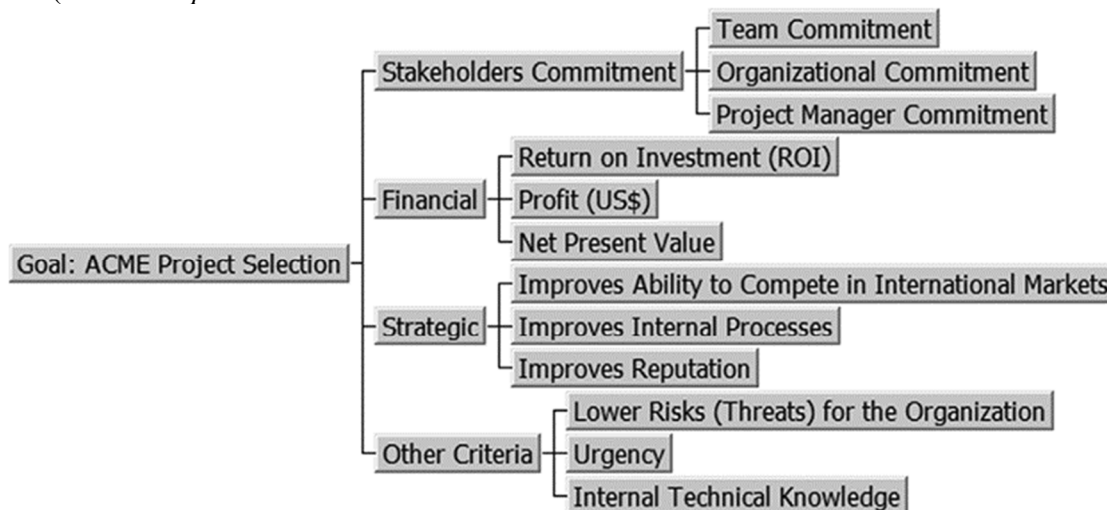 Team Commitment
Stakeholders Commitment
Organizational Commitment
Project Manager Commitment
Return on Investment (ROI)
Financial
Profit (US$)
Net Present Value
Goal: ACME Project Selection
Improves Ability to Compete in International Markets
Strategic
Improves Internal Processes
Improves Reputation
Lower Risks (Threats) for the Organization
Other Criteria
Urgency
Internal Technical Knowledge